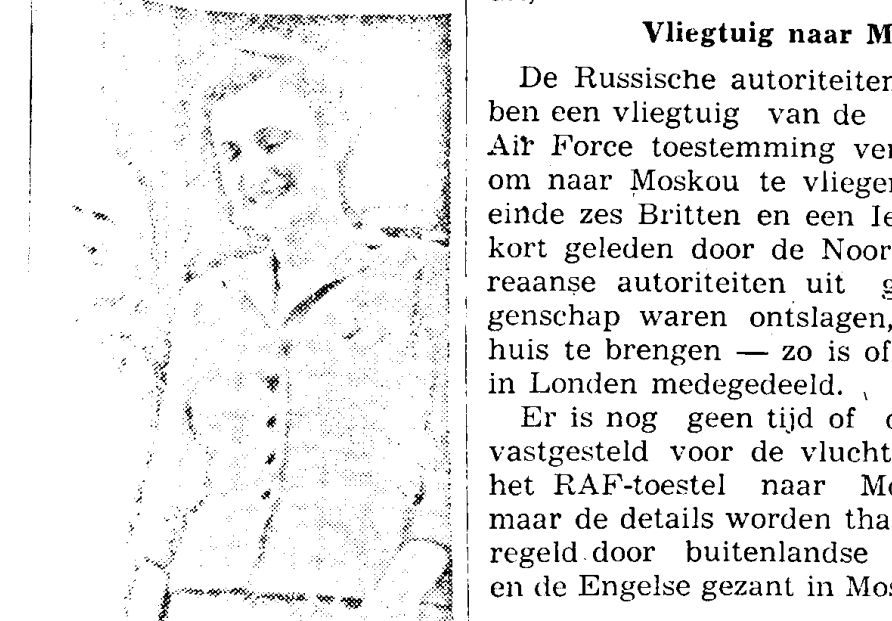 Vliegtuig naar M
De Russische autoriteiten
ben een vliegtuig van de
Air Force toestemming ver
om naar Moskou te vliegen
einde zes Britten en een Ie
kort geleden door de Noor
reaanse autoriteiten uit g
genschap waren ontslagen,
huis te brengen — zo is of
in Londen medegedeeld.
Er is nog geen tijd of d
vastgesteld voor de vlucht
het RAF-toestel naar Mo
maar de details worden tha
regeld door buitenlandse
en de Engelse gezant in Mos